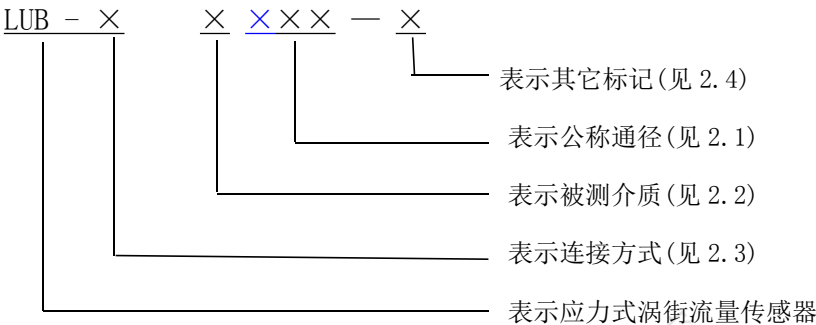 LUB - ×  × ××× — ×
表示其它标记(见 2.4)
表示公称通径(见 2.1)
表示被测介质(见 2.2)
表示连接方式(见 2.3)
表示应力式涡街流量传感器